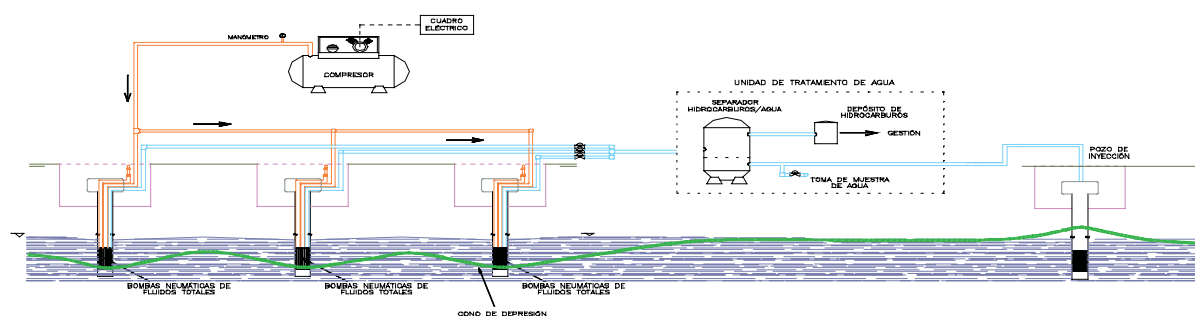 CUADRO
ELÉCTRICO
MANÓMETRO
COMPRESOR
UNIDAD DE TRATAMIENTO DE AGUA
SEPARADOR
HIDROCARBUROS/AGUA
DEPÓSITO DE
HIDROCARBUROS
GESTIÓN
TOMA DE MUESTRA
DE AGUA
POZO DE
INYECCIÓN
BOMBAS NEUMÁTICAS DE
FLUIDOS TOTALES
BOMBAS NEUMÁTICAS DE
FLUIDOS TOTALES
BOMBAS NEUMÁTICAS DE
FLUIDOS TOTALES
CONO DE DEPRESIÓN